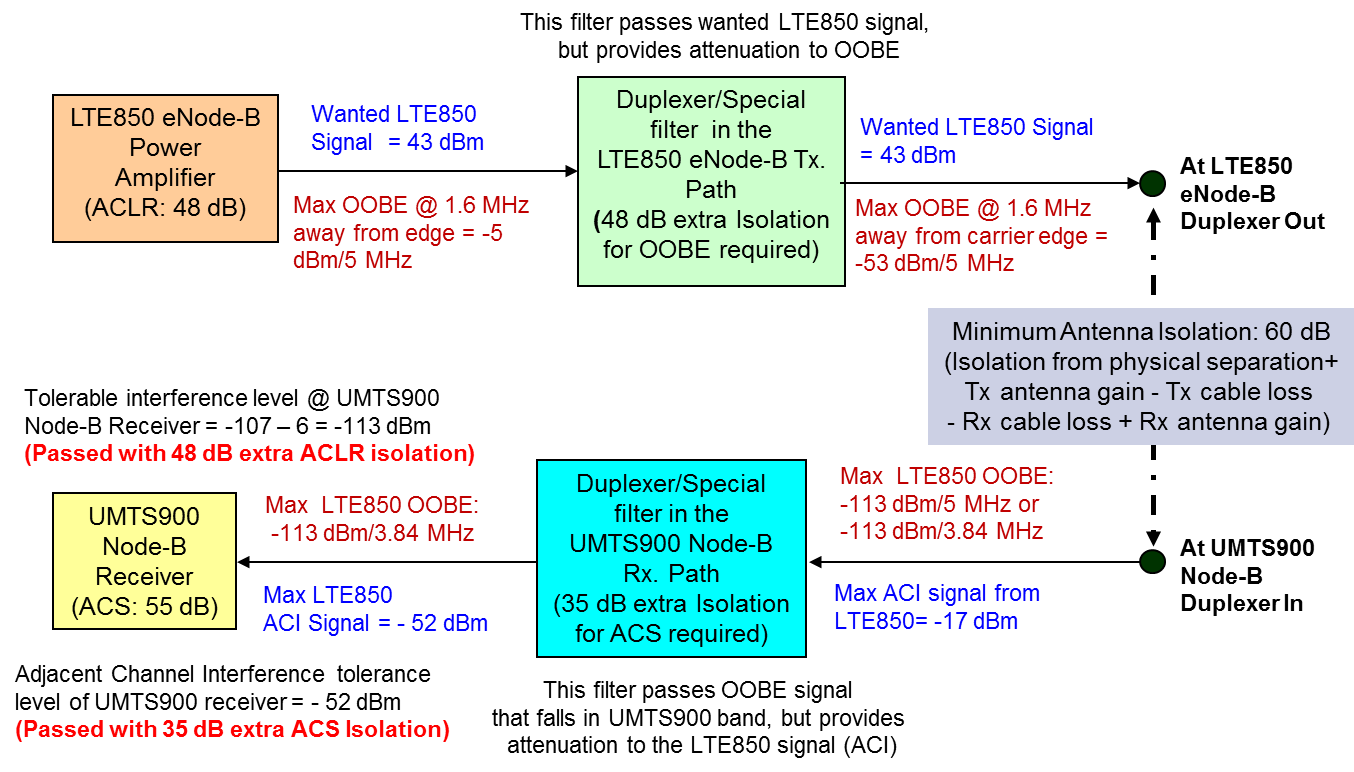 This filter passes wanted LTE850 signal,
but provides attenuation to OOBE
LTE850 eNode-B
Power
Amplifier
(ACLR: 48 dB)
Wanted LTE850
Signal = 43 dBm
Max OOBE @ 1.6 MHz
away from edge = -5
dBm/5 MHz
Duplexer/Special
filter in the
LTE850 eNode-B Tx.
Path
(48 dB extra Isolation
for OOBE required)
Wanted LTE850 Signal
= 43 dBm
Max OOBE @ 1.6 MHz
away from carrier edge =
-53 dBm/5 MHz
At LTE850
eNode-B
Duplexer Out
Minimum Antenna Isolation: 60 dB
(Isolation from physical separation+
Tx antenna gain - Tx cable loss
- Rx cable loss + Rx antenna gain)
Tolerable interference level @ UMTS900
Node-B Receiver = -107 – 6 = -113 dBm
(Passed with 48 dB extra ACLR isolation)
UMTS900
Node-B
Receiver
(ACS: 55 dB)
Max LTE850 OOBE:
-113 dBm/3.84 MHz
Max LTE850
ACI Signal = - 52 dBm
Duplexer/Special
filter in the
UMTS900 Node-B
Rx. Path
(35 dB extra Isolation
for ACS required)
Max LTE850 OOBE:
-113 dBm/5 MHz or
-113 dBm/3.84 MHz
Max ACI signal from
LTE850= -17 dBm
At UMTS900
Node-B
Duplexer In
Adjacent Channel Interference tolerance
level of UMTS900 receiver = - 52 dBm
(Passed with 35 dB extra ACS Isolation)
This filter passes OOBE signal
that falls in UMTS900 band, but provides
attenuation to the LTE850 signal (ACI)